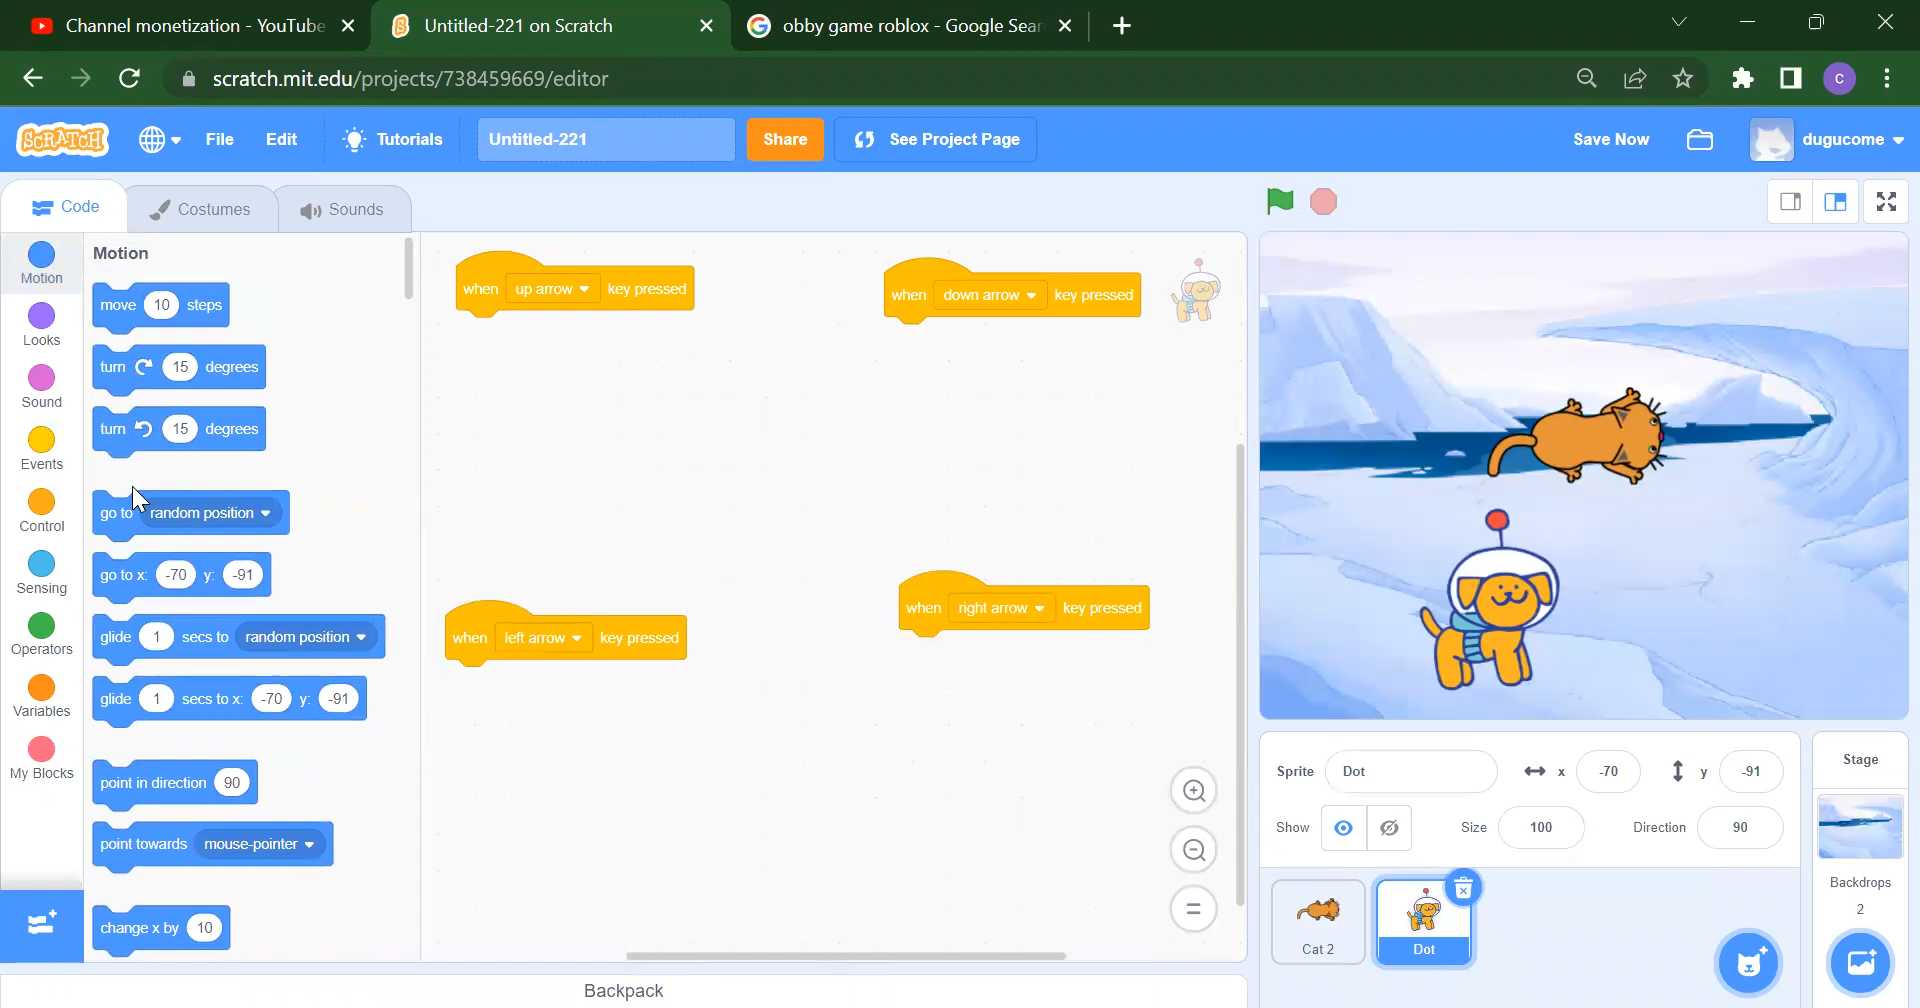 Channel monetization - YouTube
Untitled-221 on Scratch
obby game roblox - Google Sear
scratch.mit.edu/projects/738459669/editor
C
SCRATCH
File
Edit
Tutorials
Untitled-221
Share
See Project Page
Save Now
dugucome
Code
Costumes
Sounds
Motion
Looks
Sound
Events
Control
Sensing
Operators
Variables
My Blocks
Motion
move 10 steps
turn 15 degrees
turn 15 degrees
go to random position
go to x: -70 y: -91
glide 1 secs to random position
glide 1 secs to x: -70 y: -91
point in direction 90
point towards mouse-pointer
change x by 10
when up arrow key pressed
when down arrow key pressed
when left arrow key pressed
when right arrow key pressed
Backpack
Sprite Dot x -70 y -91
Show Size 100 Direction 90
Cat 2
Dot
Stage
Backdrops
2